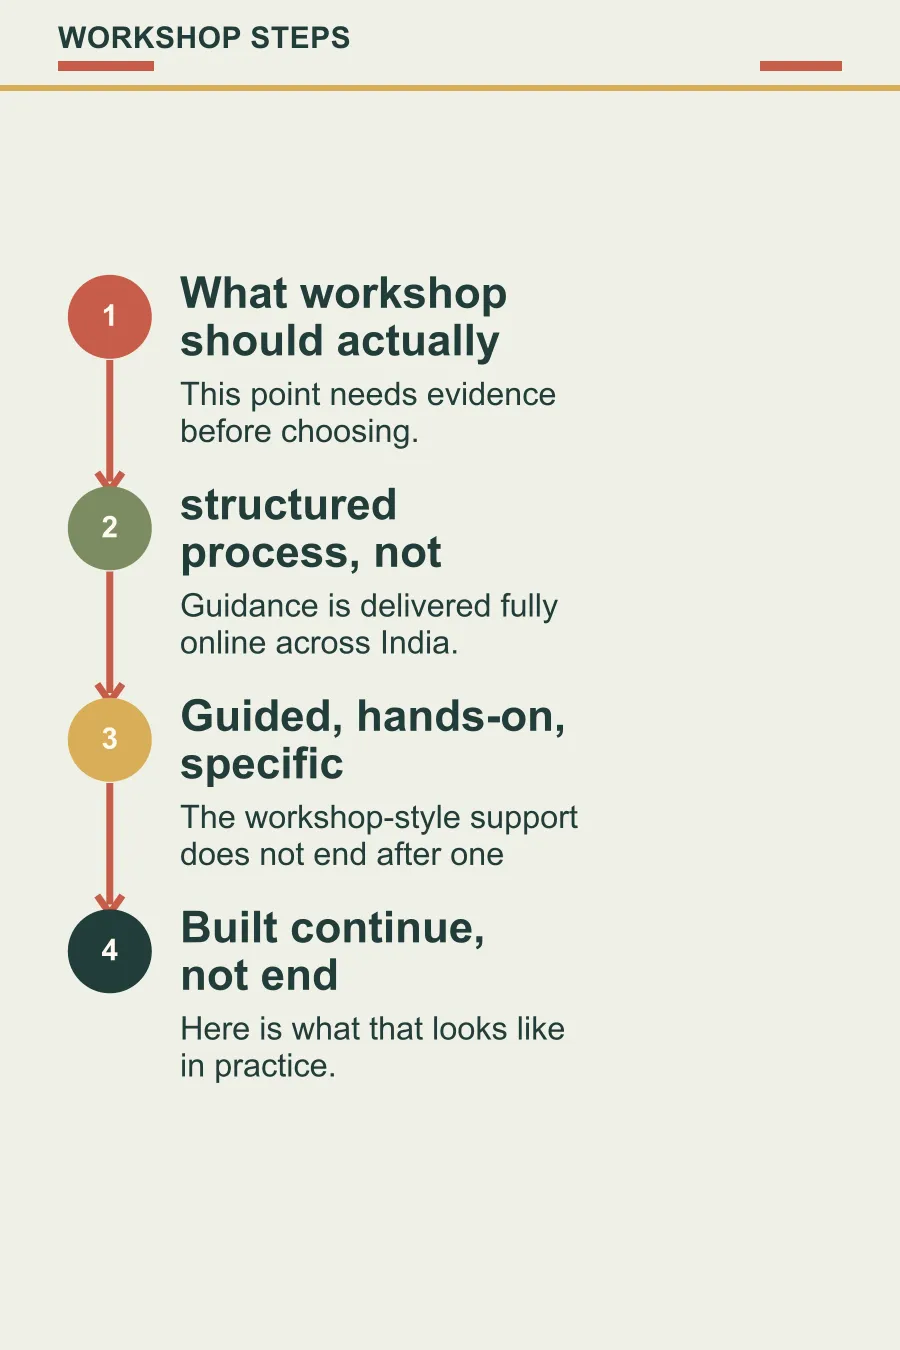 WORKSHOP STEPS
1
What workshop
should actually
This point needs evidence
before choosing.
2
structured
process, not
Guidance is delivered fully
online across India.
3
Guided, hands-on,
specific
The workshop-style support
does not end after one
4
Built continue,
not end
Here is what that looks like
in practice.